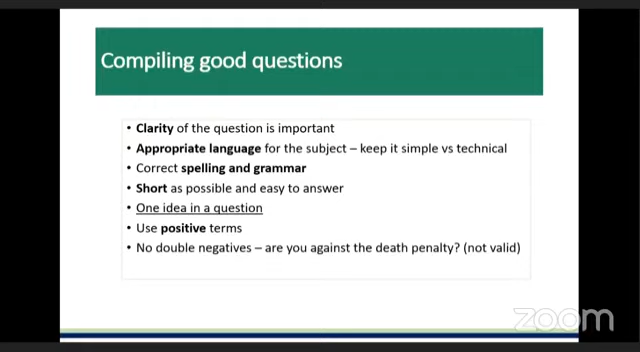 Compiling good questions
• Clarity of the question is important
• Appropriate language for the subject – keep it simple vs technical
• Correct spelling and grammar
• Short as possible and easy to answer
• One idea in a question
• Use positive terms
• No double negatives – are you against the death penalty? (not valid)
zoom